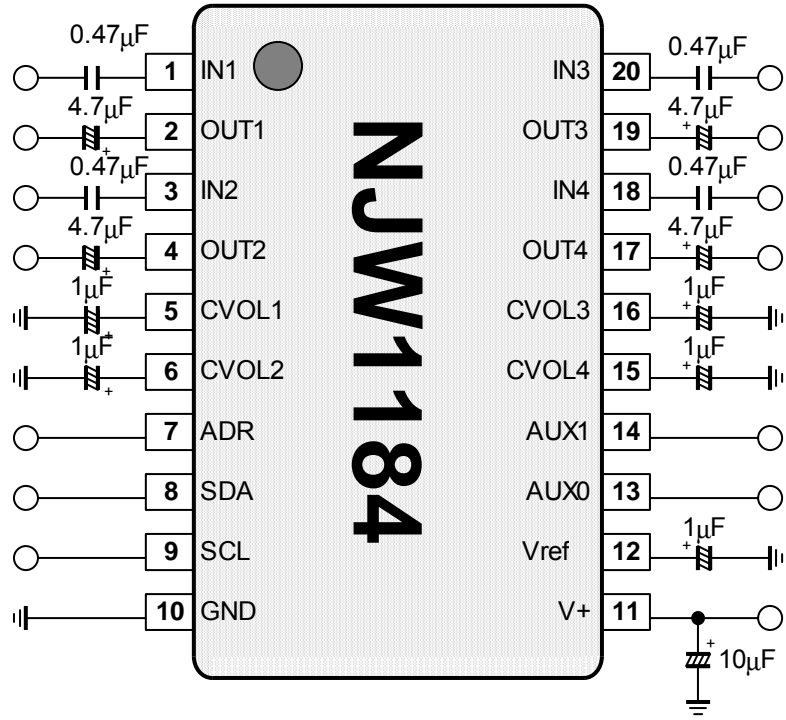 0.47µF
1 IN1
4.7µF
+
2 OUT1
0.47µF
3 IN2
4.7µF
+
4 OUT2
1µF
+
5 CVOL1
1µF
+
6 CVOL2
7 ADR
8 SDA
9 SCL
10 GND
NJW1184
IN3 20
0.47µF
OUT3 19
4.7µF
+
IN4 18
0.47µF
OUT4 17
4.7µF
+
CVOL3 16
1µF
+
CVOL4 15
1µF
+
AUX1 14
AUX0 13
Vref 12
1µF
+
V+ 11
+
10µF